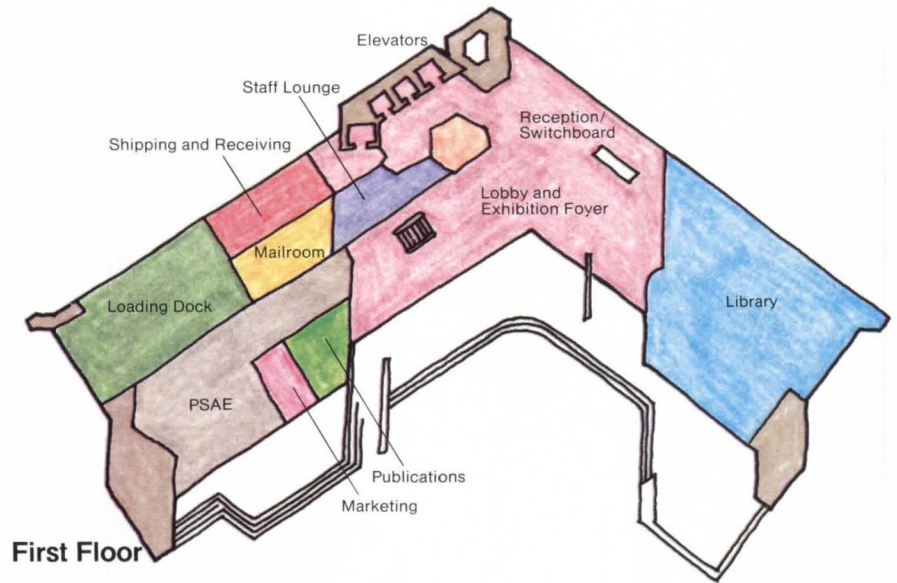 Elevators
Staff Lounge
Reception/
Switchboard
Shipping and Receiving
Lobby and
Exhibition Foyer
Mailroom
Loading Dock
Library
PSAE
Publications
Marketing
First Floor